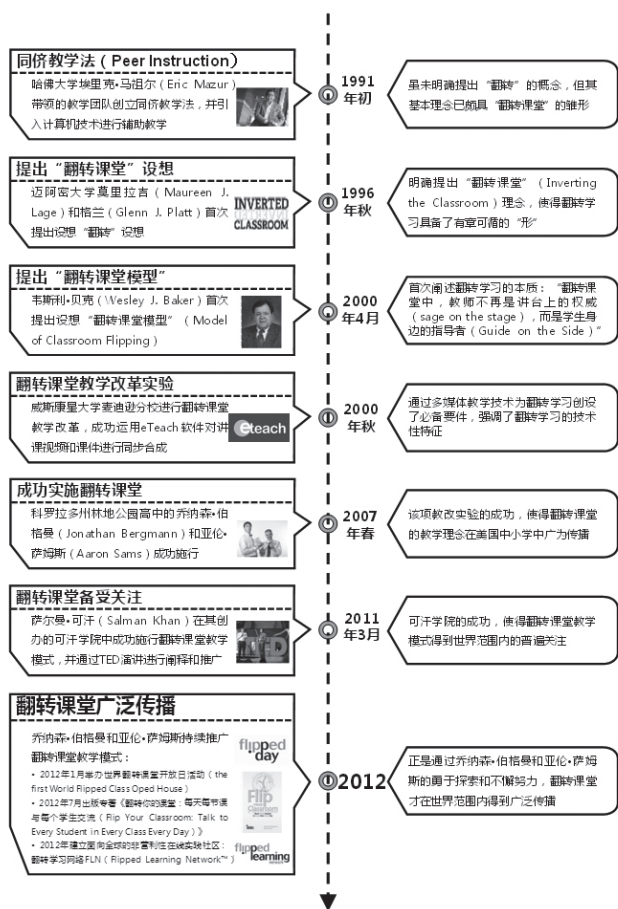 同侪教学法（Peer Instruction）
哈佛大学埃里克•马祖尔（Eric Mazur）
带领的教学团队创立同侪教学法，并引
入计算机技术进行辅助教学
1991
年初
虽未明确提出“翻转”的概念，但其
基本理念已颇具“翻转课堂”的雏形
提出“翻转课堂”设想
迈阿密大学莫里拉吉（Maureen J.
Lage）和格兰（Glenn J. Platt）首次
提出设想“翻转”设想
INVERTED
CLASSROOM
1996
年秋
明确提出“翻转课堂”（Inverting
the Classroom）理念，使得翻转学
习具备了有章可循的“形”
提出“翻转课堂模型”
韦斯利•贝克（Wesley J. Baker）首次
提出设想“翻转课堂模型”（Model
of Classroom Flipping）
2000
年4月
首次阐述翻转学习的本质：“翻转课
堂中，教师不再是讲台上的权威
（sage on the stage），而是学生身
边的指导者（Guide on the Side）”
翻转课堂教学改革实验
威斯康星大学麦迪逊分校进行翻转课堂
教学改革，成功运用eTeach软件对讲
课视频和课件进行同步合成
eteach
2000
年秋
通过多媒体教学技术为翻转学习创设
了必备要件，强调了翻转学习的技术
性特征
成功实施翻转课堂
科罗拉多州林地公园高中的乔纳森•伯
格曼（Jonathan Bergmann）和亚伦•
萨姆斯（Aaron Sams）成功施行
2007
年春
该项教改实验的成功，使得翻转课堂
的教学理念在美国中小学中广为传播
翻转课堂备受关注
萨尔曼•可汗（Salman Khan）在其创
办的可汗学院中成功施行翻转课堂教学
模式，并通过TED演讲进行阐释和推广
TED
2011
年3月
可汗学院的成功，使得翻转课堂教学
模式得到世界范围内的普遍关注
翻转课堂广泛传播
乔纳森•伯格曼和亚伦•萨姆斯持续推广
翻转课堂教学模式：
• 2012年1月举办世界翻转课堂开放日活动（the
first World Flipped Class Oped House）
• 2012年7月出版专著《翻转你的课堂：每天每节课
与每个学生交流（Flip Your Classroom: Talk to
Every Student in Every Class Every Day）》
• 2012年建立面向全球的非营利性在线实践社区：
翻转学习网络FLN（Flipped Learning Network™）
flipped
day
Flip
Classroom
flipped
learning
2012
正是通过乔纳森•伯格曼和亚伦•萨姆
斯的勇于探索和不懈努力，翻转课堂
才在世界范围内得到广泛传播